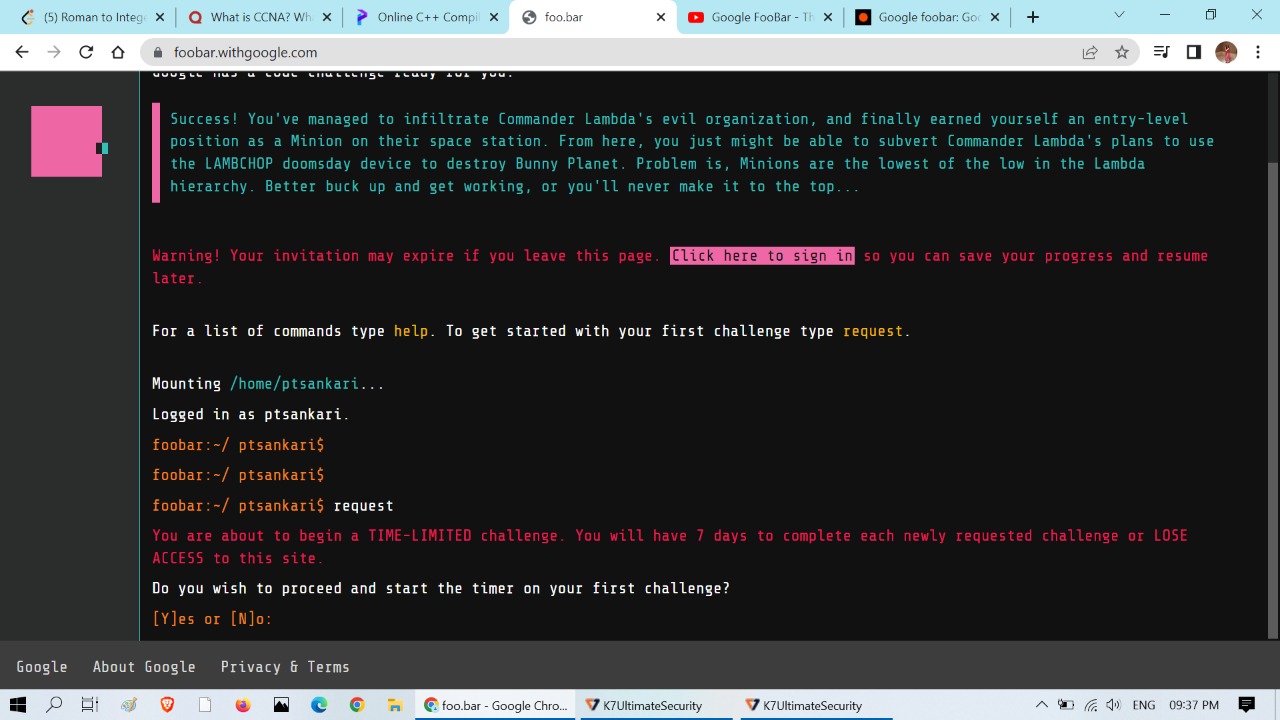 (5) Roman to Intege
What is CCNA? Wh
Online C++ Compil
foo.bar
Google FooBar - Th
Google foobar: Goo
foobar.withgoogle.com
Google has a code challenge ready for you.
Success! You've managed to infiltrate Commander Lambda's evil organization, and finally earned yourself an entry-level
position as a Minion on their space station. From here, you just might be able to subvert Commander Lambda's plans to use
the LAMBCHOP doomsday device to destroy Bunny Planet. Problem is, Minions are the lowest of the low in the Lambda
hierarchy. Better buck up and get working, or you'll never make it to the top...
Warning! Your invitation may expire if you leave this page. Click here to sign in so you can save your progress and resume
later.
For a list of commands type help. To get started with your first challenge type request.
Mounting /home/ptsankari...
Logged in as ptsankari.
foobar:~/ ptsankari$
foobar:~/ ptsankari$
foobar:~/ ptsankari$ request
You are about to begin a TIME-LIMITED challenge. You will have 7 days to complete each newly requested challenge or LOSE
ACCESS to this site.
Do you wish to proceed and start the timer on your first challenge?
[Y]es or [N]o:
Google About Google Privacy & Terms
foo.bar - Google Chro...
K7UltimateSecurity
K7UltimateSecurity
ENG
09:37 PM